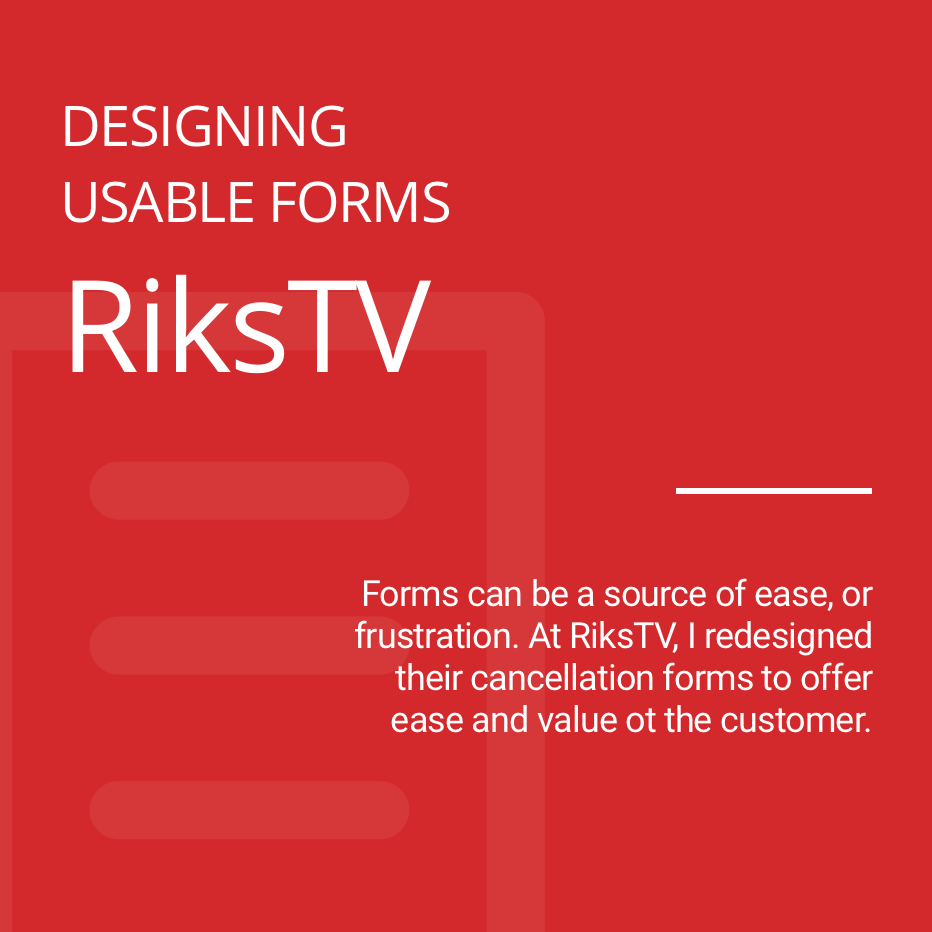 DESIGNING
USABLE FORMS
RiksTV
Forms can be a source of ease, or
frustration. At RiksTV, I redesigned
their cancellation forms to offer
ease and value ot the customer.